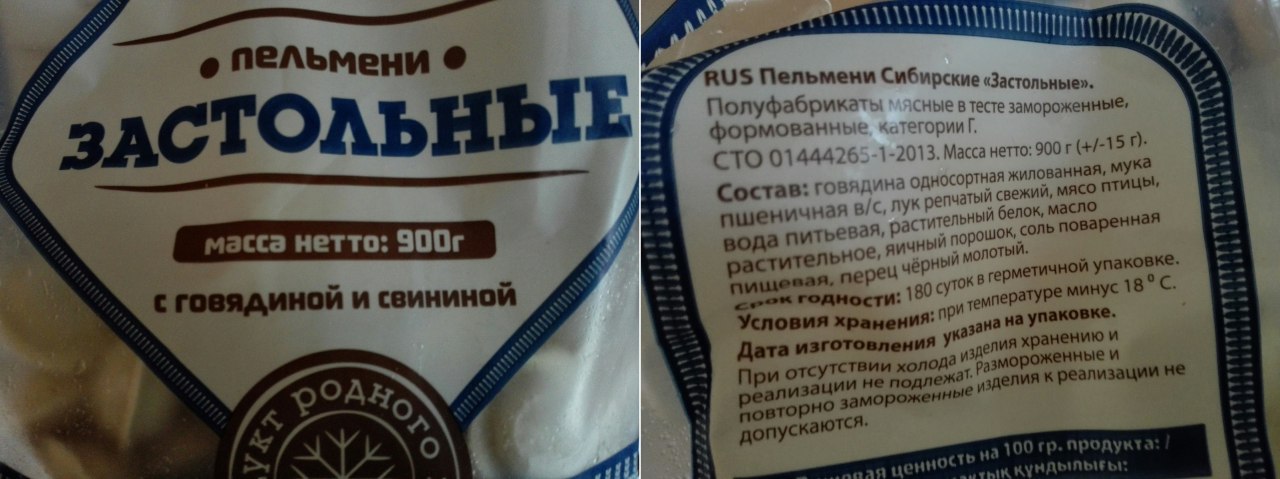 • ПЕЛЬМЕНИ •
ЗАСТОЛЬНЫЕ
масса нетто: 900г
с говядиной и свининой
родного
RUS Пельмени Сибирские «Застольные».
Полуфабрикаты мясные в тесте замороженные,
формованные, категории Г.
СТО 01444265-1-2013. Масса нетто: 900 г (+/-15 г).
Состав: говядина односортная жилованная, мука
пшеничная в/с, лук репчатый свежий, мясо птицы,
вода питьевая, растительный белок, масло
растительное, яичный порошок, соль поваренная
пищевая, перец чёрный молотый.
Срок годности: 180 суток в герметичной упаковке.
Условия хранения: при температуре минус 18 ⁰ С.
Дата изготовления указана на упаковке.
При отсутствии холода изделия хранению и
реализации не подлежат. Размороженные и
повторно замороженные изделия к реализации не
допускаются.
ценность на 100 гр. продукта: /
құндылығы: